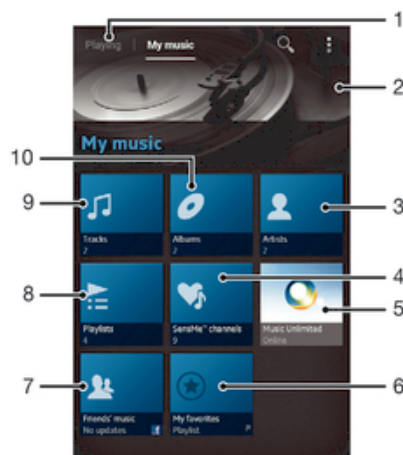 1
Playing | My music
2
My music
10
9
Tracks
2
Albums
2
Artists
2
3
4
8
Playlists
4
SensMe™ channels
9
Music Unlimited
Online
5
7
Friends' music
No updates
My favorites
Playlist
6